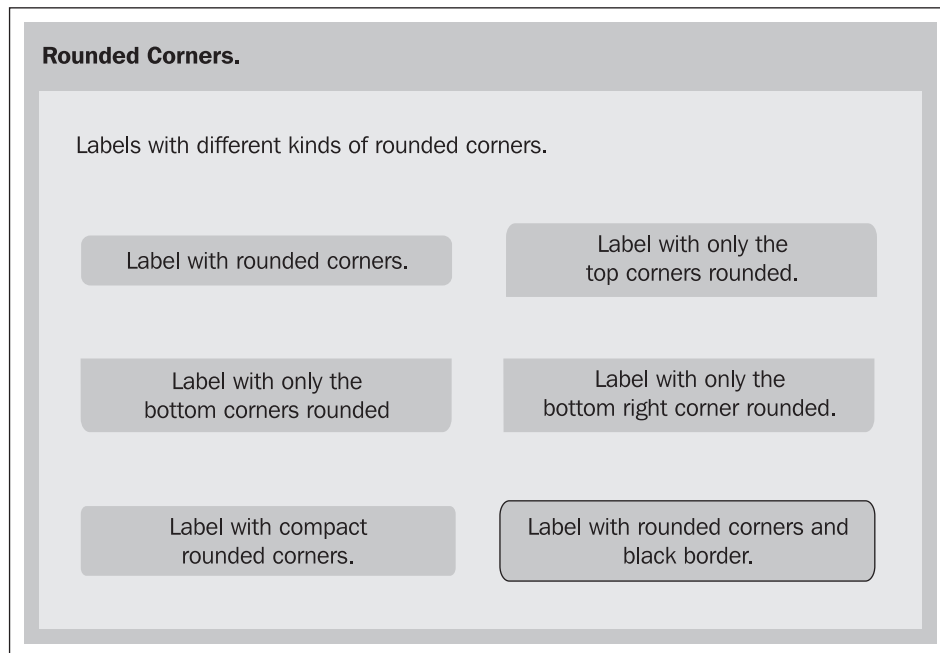 Rounded Corners.
Labels with different kinds of rounded corners.
Label with rounded corners.
Label with only the
top corners rounded.
Label with only the
bottom corners rounded
Label with only the
bottom right corner rounded.
Label with compact
rounded corners.
Label with rounded corners and
black border.